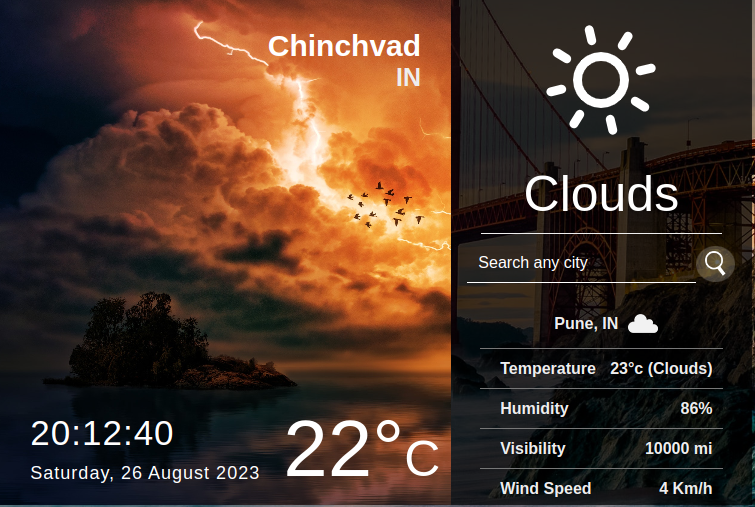 Chinchvad
IN
20:12:40
Saturday, 26 August 2023
22°C
Clouds
Search any city
Pune, IN
Temperature 23°c (Clouds)
Humidity 86%
Visibility 10000 mi
Wind Speed 4 Km/h